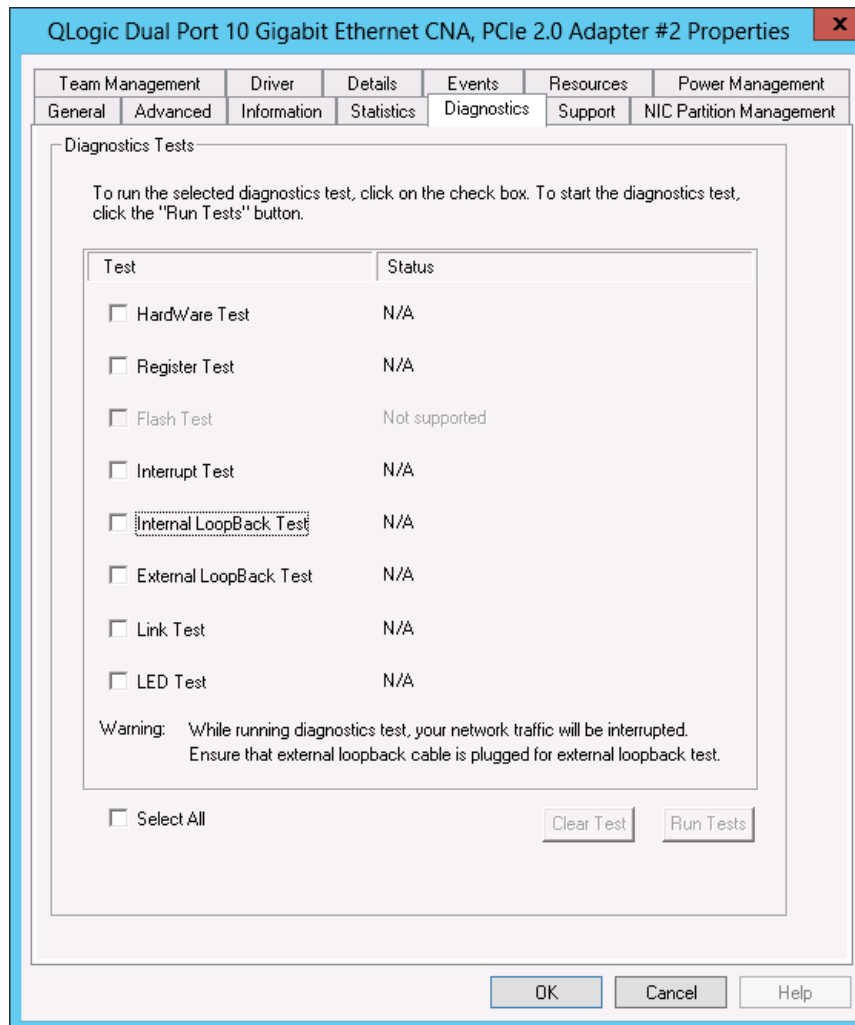 QLogic Dual Port 10 Gigabit Ethernet CNA, PCIe 2.0 Adapter #2 Properties x
Team Management Driver Details Events Resources Power Management
General Advanced Information Statistics Diagnostics Support NIC Partition Management
Diagnostics Tests
To run the selected diagnostics test, click on the check box. To start the diagnostics test,
click the "Run Tests" button.
Test Status
HardWare Test N/A
Register Test N/A
Flash Test Not supported
Interrupt Test N/A
Internal LoopBack Test N/A
External LoopBack Test N/A
Link Test N/A
LED Test N/A
Warning: While running diagnostics test, your network traffic will be interrupted.
Ensure that external loopback cable is plugged for external loopback test.
Select All Clear Test Run Tests
OK Cancel Help